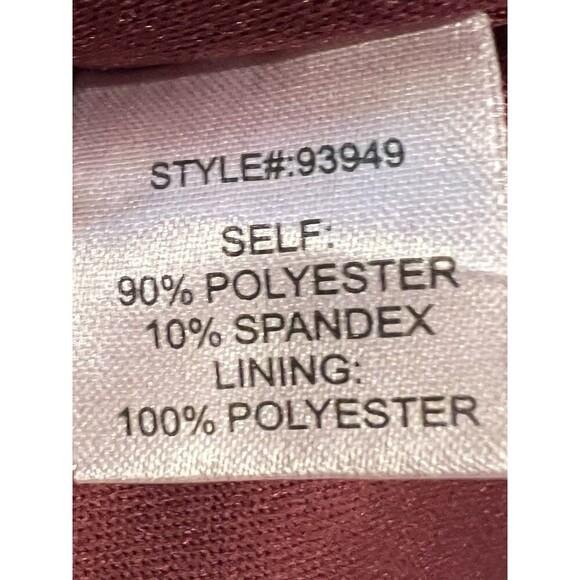 STYLE#:93949
SELF:
90% POLYESTER
10% SPANDEX
LINING:
100% POLYESTER